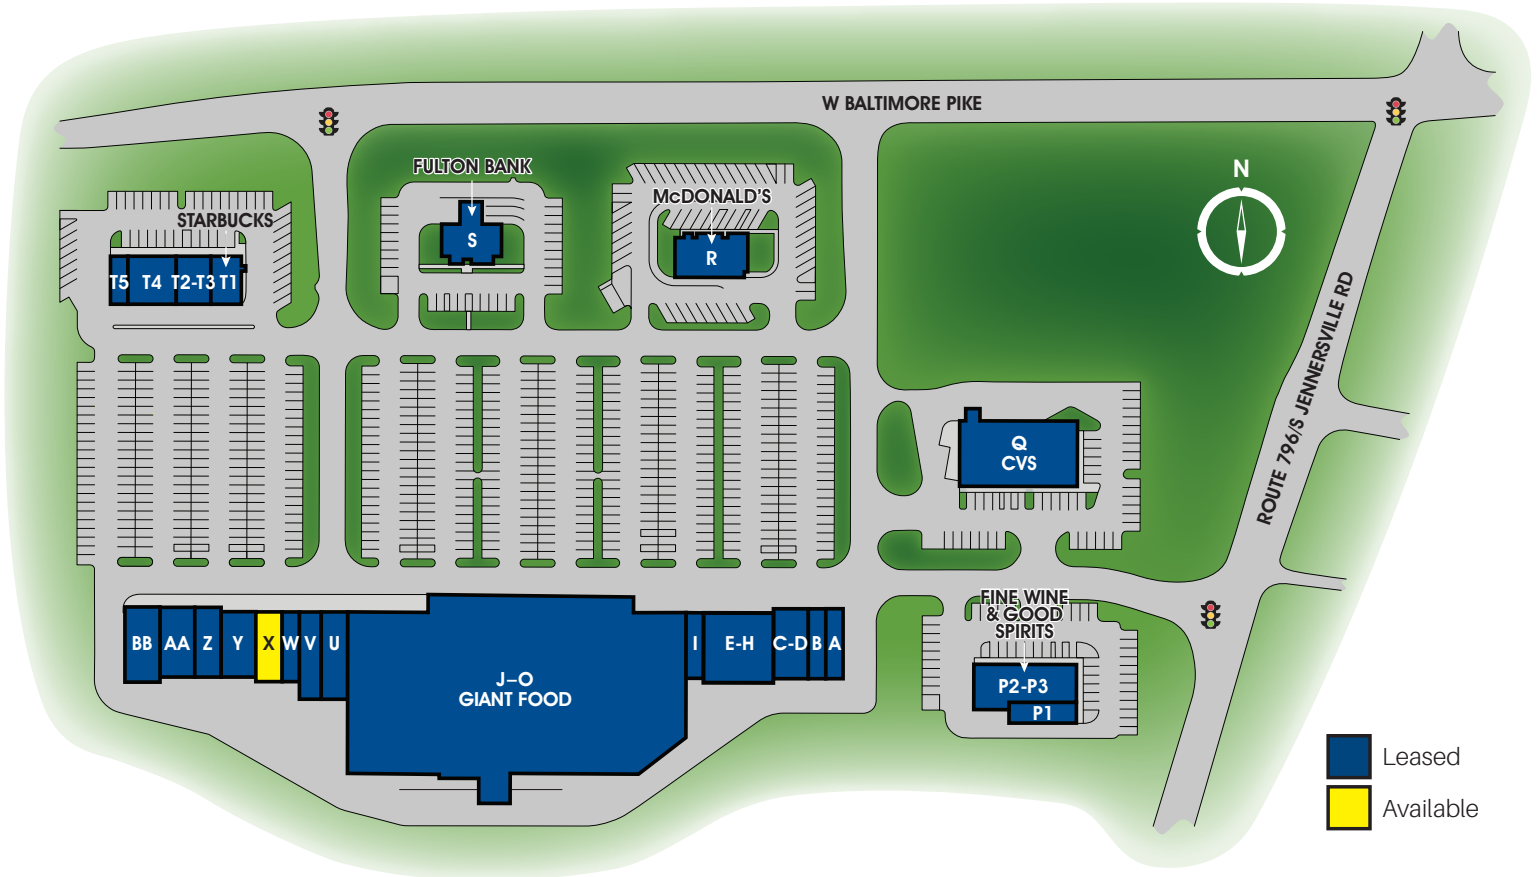 W BALTIMORE PIKE
FULTON BANK
N
McDONALD'S
STARBUCKS
S
R
T5 T4 T2-T3 T1
ROUTE 796/S JENNERSVILLE RD
Q
CVS
FINE WINE
& GOOD
SPIRITS
BB AA Z Y X W V U
I E-H C-D B A
J–O
GIANT FOOD
P2-P3
P1
Leased
Available